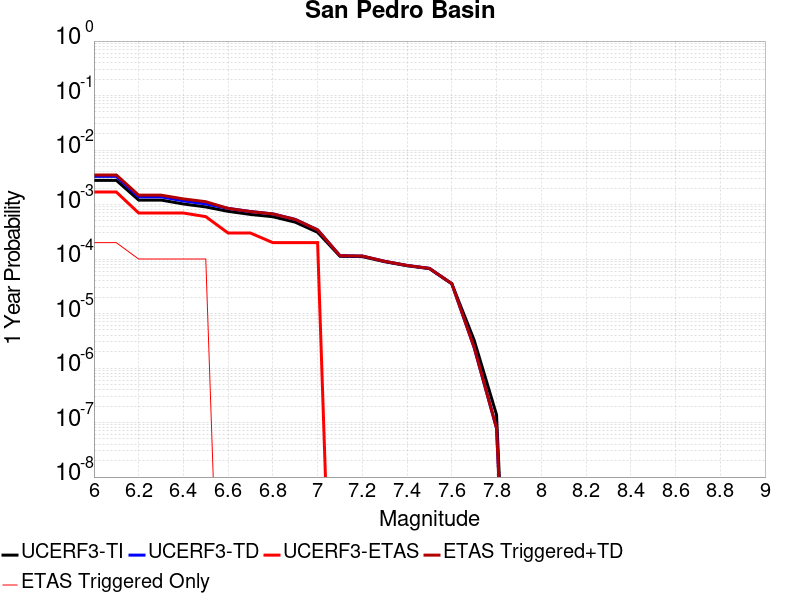 San Pedro Basin
10^0
10^-1
10^-2
10^-3
10^-4
10^-5
10^-6
10^-7
10^-8
1 Year Probability
6 6.2 6.4 6.6 6.8 7 7.2 7.4 7.6 7.8 8 8.2 8.4 8.6 8.8 9
Magnitude
UCERF3-TI UCERF3-TD UCERF3-ETAS ETAS Triggered+TD
ETAS Triggered Only